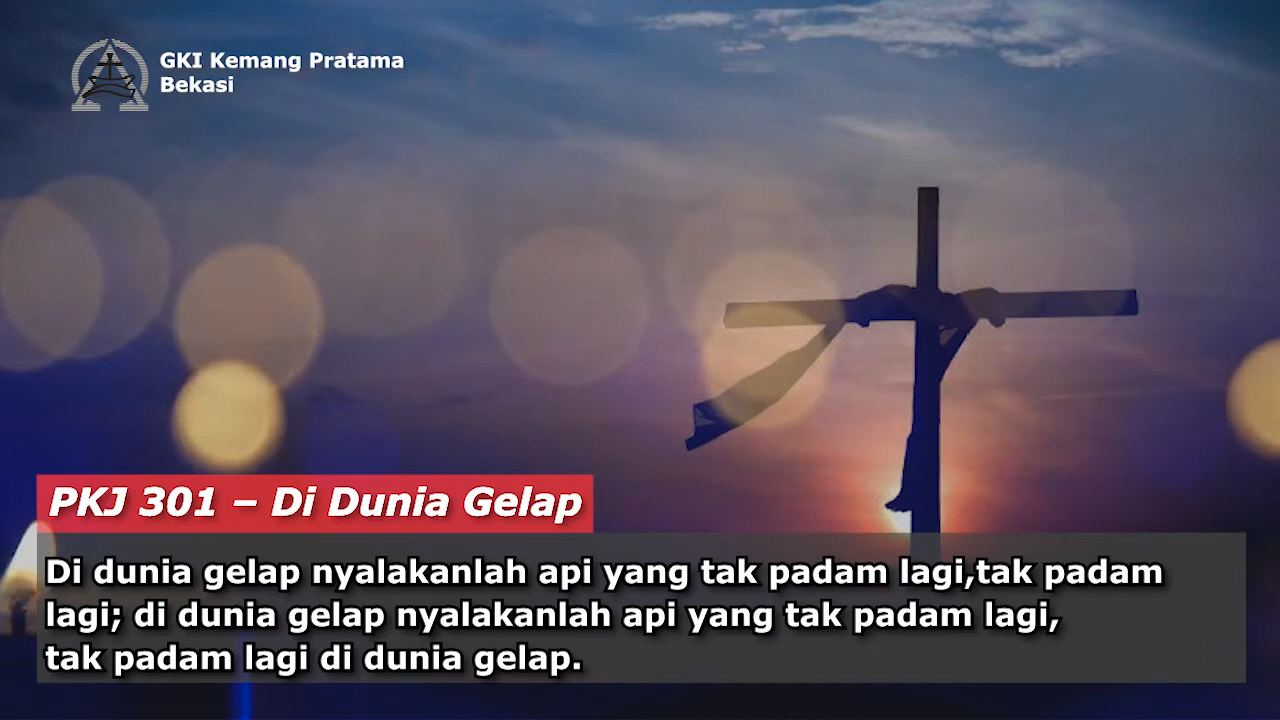 GKI Kemang Pratama
Bekasi
PKJ 301 – Di Dunia Gelap
Di dunia gelap nyalakanlah api yang tak padam lagi,tak padam
lagi; di dunia gelap nyalakanlah api yang tak padam lagi,
tak padam lagi di dunia gelap.